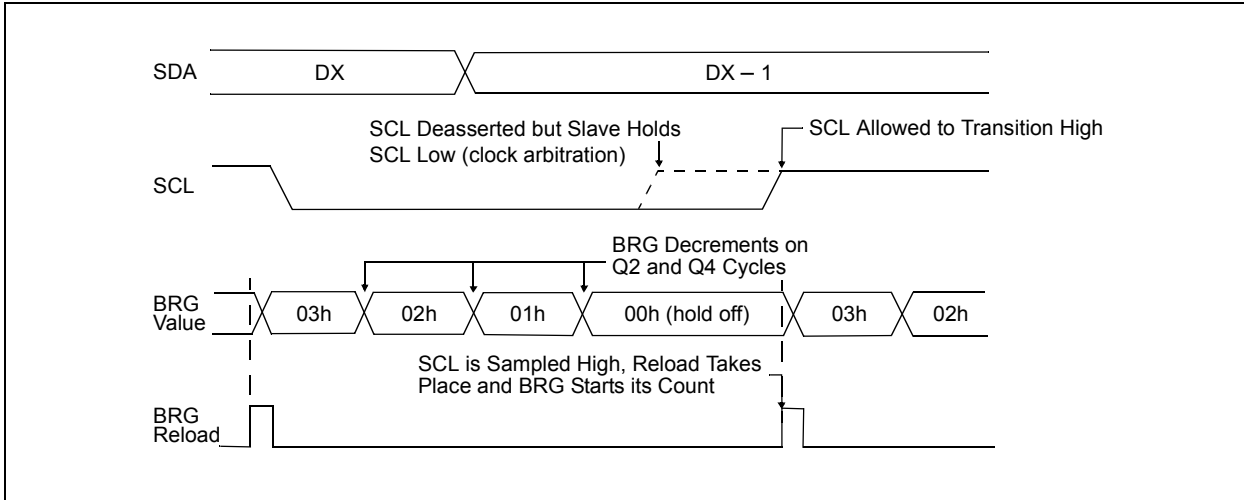 SDA
DX
DX – 1
SCL Deasserted but Slave Holds
SCL Low (clock arbitration)
SCL Allowed to Transition High
SCL
BRG Decrements on
Q2 and Q4 Cycles
BRG
Value
03h
02h
01h
00h (hold off)
03h
02h
SCL is Sampled High, Reload Takes
Place and BRG Starts its Count
BRG
Reload